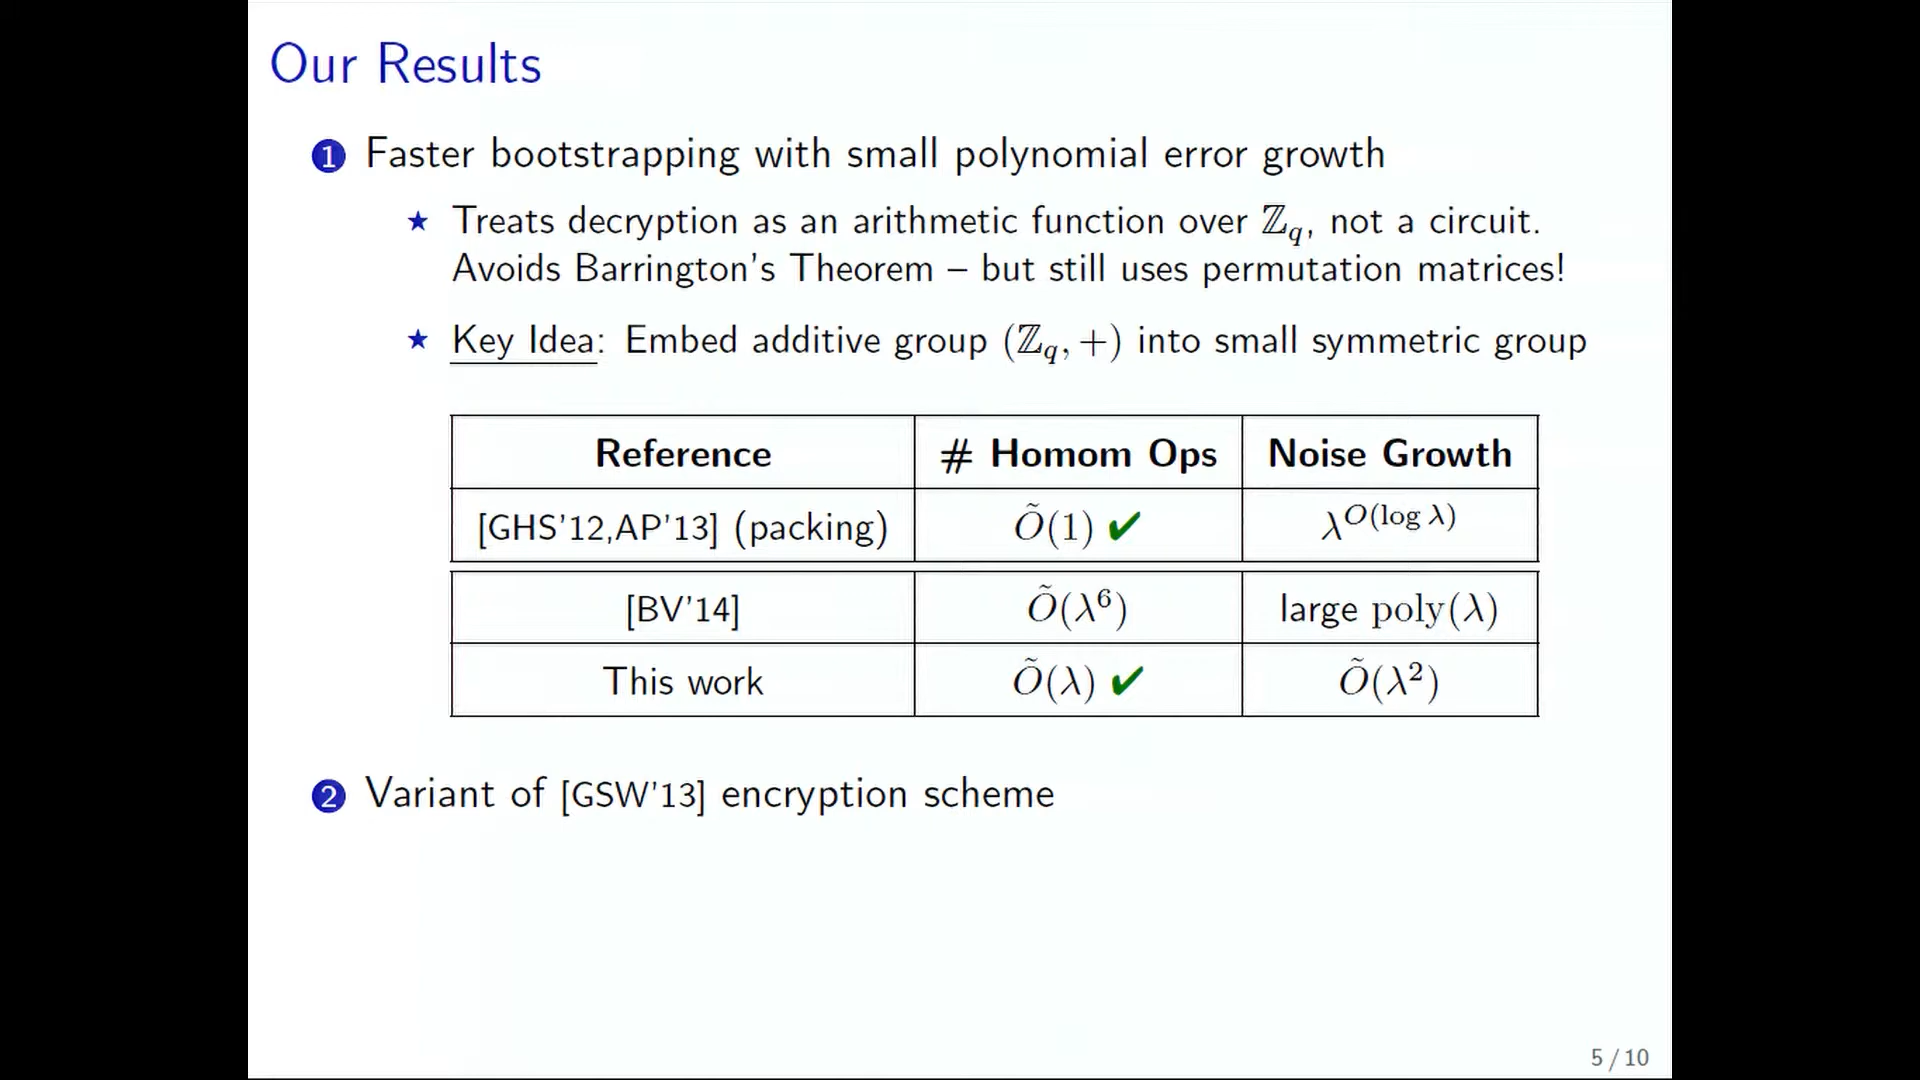 Our Results
1 Faster bootstrapping with small polynomial error growth
★ Treats decryption as an arithmetic function over ℤ_q, not a circuit.
Avoids Barrington's Theorem – but still uses permutation matrices!
★ Key Idea: Embed additive group (ℤ_q, +) into small symmetric group
Reference # Homom Ops Noise Growth
[GHS'12,AP'13] (packing) Õ(1) ✔ λ^{O(log λ)}
[BV'14] Õ(λ⁶) large poly(λ)
This work Õ(λ) ✔ Õ(λ²)
2 Variant of [GSW'13] encryption scheme
5 / 10